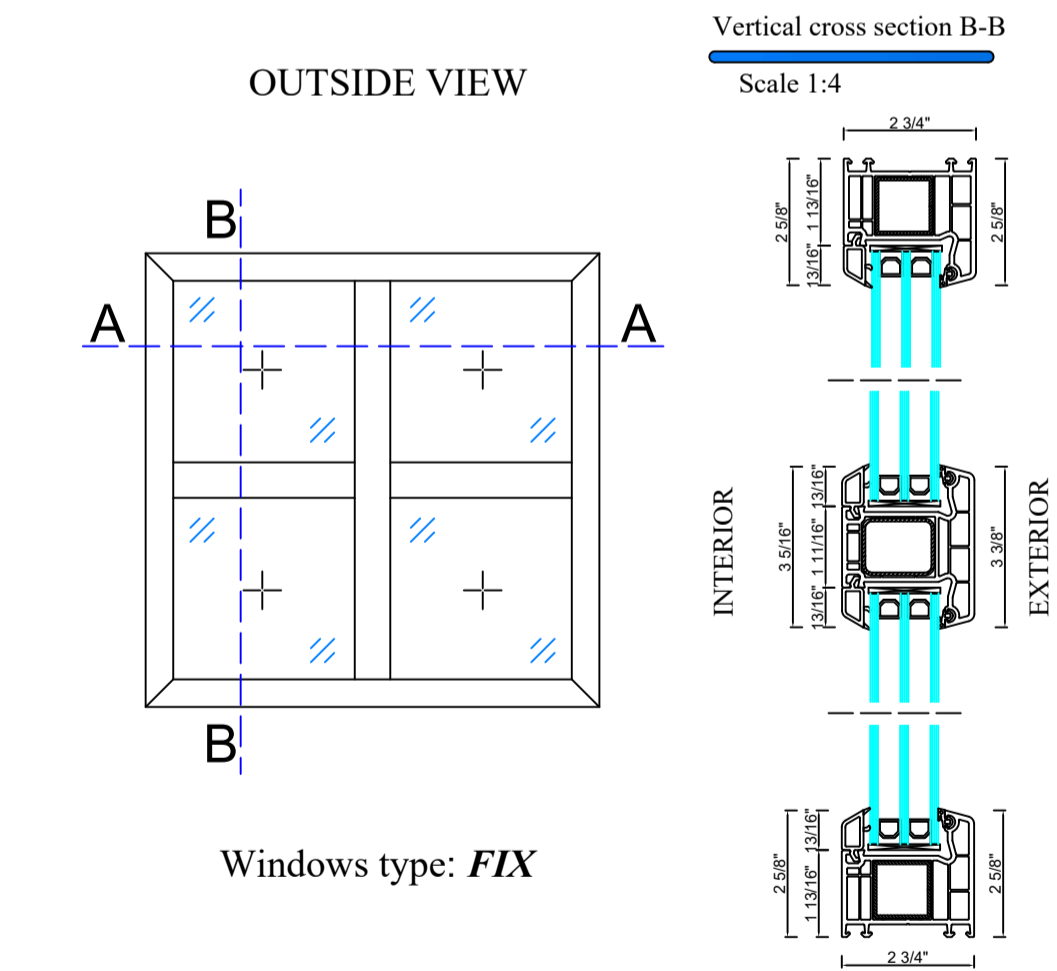 Vertical cross section B-B
OUTSIDE VIEW
Scale 1:4
2 3/4"
2 5/8"
1 13/16"
13/16"
2 5/8"
B
A
A
INTERIOR
3 5/16"
13/16"
1 11/16"
13/16"
3 3/8"
EXTERIOR
B
Windows type: FIX
2 5/8"
13/16"
1 13/16"
2 5/8"
2 3/4"